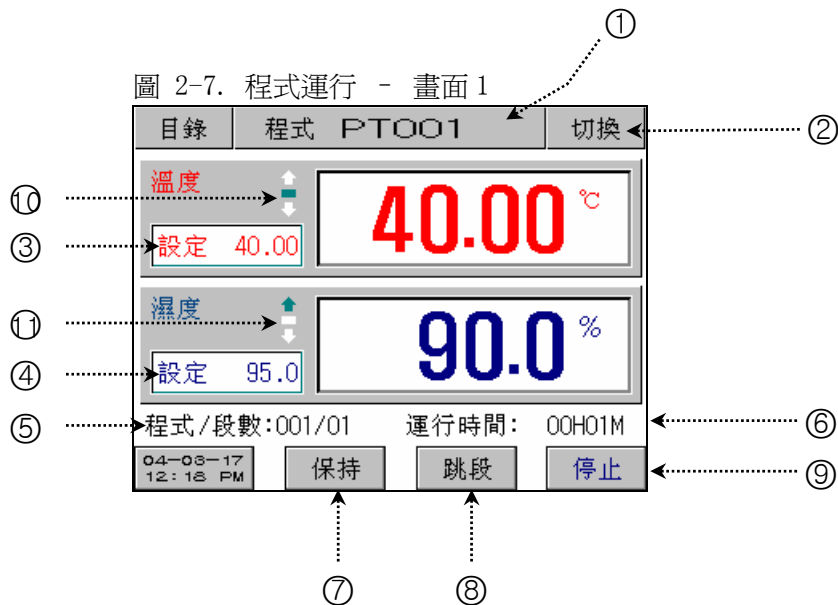 ①
圖 2-7. 程式運行 - 畫面1
目錄 程式 PT001 切換 ②
溫度 40.00 ℃
⑩
③ 設定 40.00
濕度 90.0 %
⑪
④ 設定 95.0
⑤ 程式/段數:001/01 運行時間: 00H01M ⑥
04-03-17 保持 跳段 停止 ⑨
12:18 PM
⑦ ⑧